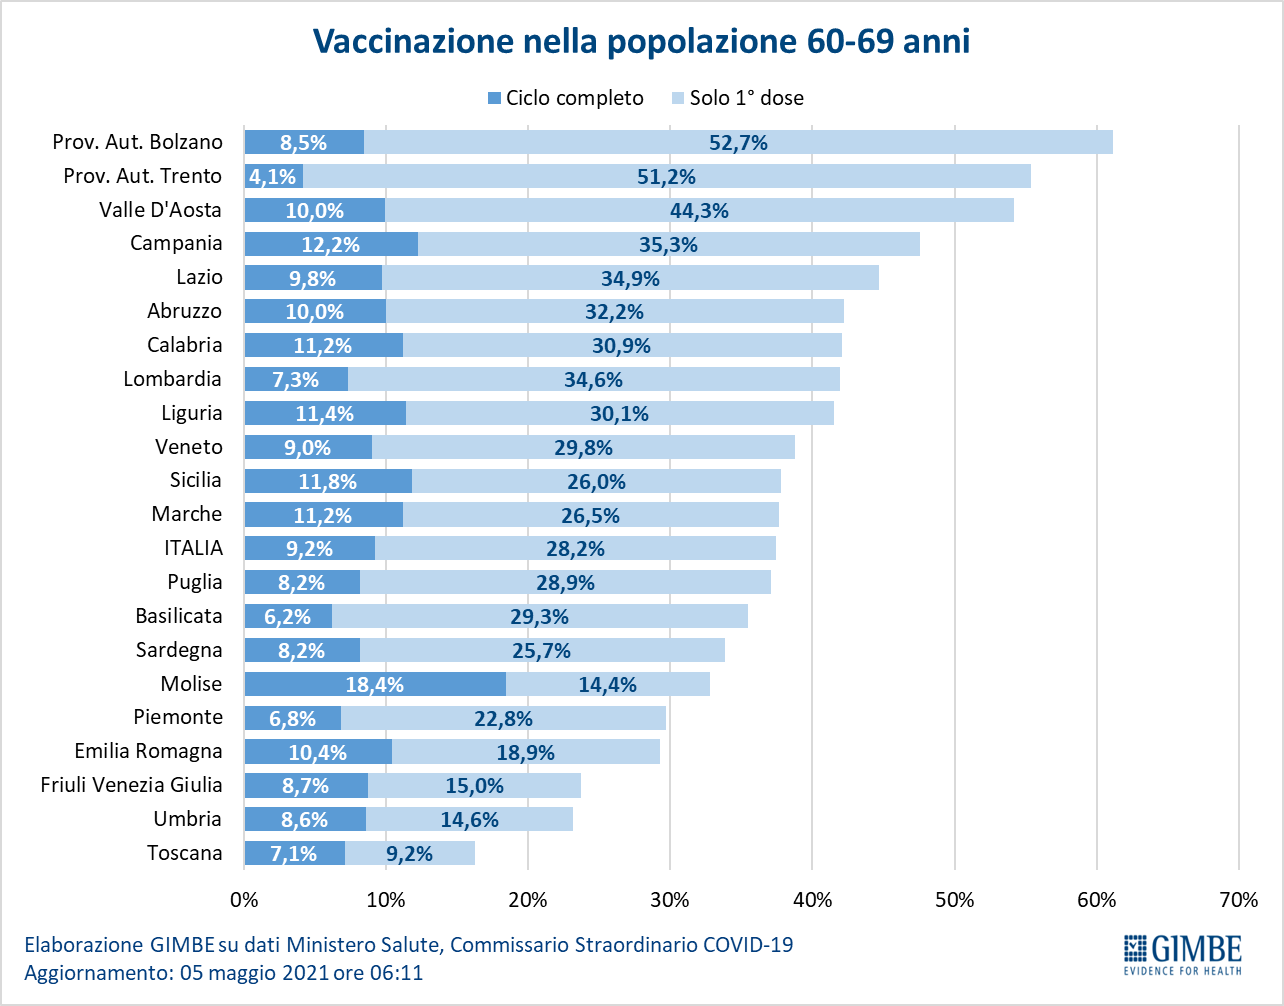 Vaccinazione nella popolazione 60-69 anni
Ciclo completo Solo 1° dose
Prov. Aut. Bolzano 8,5% 52,7%
Prov. Aut. Trento 4,1% 51,2%
Valle D'Aosta 10,0% 44,3%
Campania 12,2% 35,3%
Lazio 9,8% 34,9%
Abruzzo 10,0% 32,2%
Calabria 11,2% 30,9%
Lombardia 7,3% 34,6%
Liguria 11,4% 30,1%
Veneto 9,0% 29,8%
Sicilia 11,8% 26,0%
Marche 11,2% 26,5%
ITALIA 9,2% 28,2%
Puglia 8,2% 28,9%
Basilicata 6,2% 29,3%
Sardegna 8,2% 25,7%
Molise 18,4% 14,4%
Piemonte 6,8% 22,8%
Emilia Romagna 10,4% 18,9%
Friuli Venezia Giulia 8,7% 15,0%
Umbria 8,6% 14,6%
Toscana 7,1% 9,2%
0% 10% 20% 30% 40% 50% 60% 70%
Elaborazione GIMBE su dati Ministero Salute, Commissario Straordinario COVID-19
Aggiornamento: 05 maggio 2021 ore 06:11
GIMBE
EVIDENCE FOR HEALTH